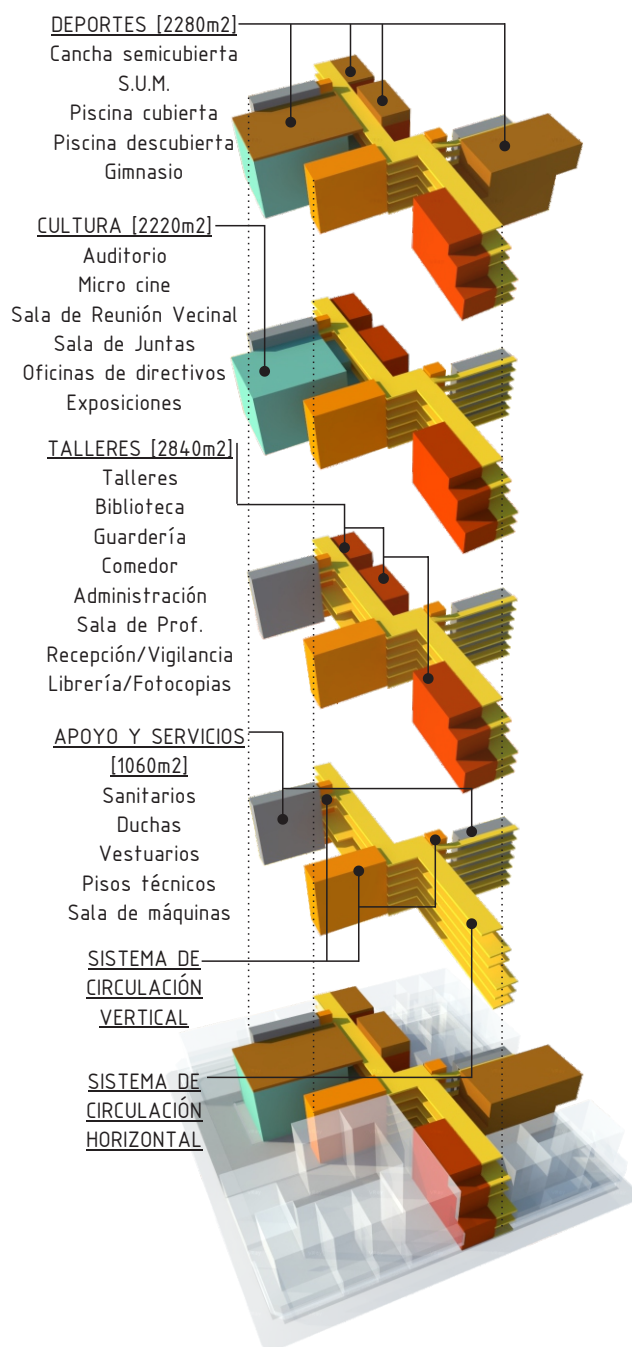 DEPORTES [2280m2]
Cancha semicubierta
S.U.M.
Piscina cubierta
Piscina descubierta
Gimnasio
CULTURA [2220m2]
Auditorio
Micro cine
Sala de Reunión Vecinal
Sala de Juntas
Oficinas de directivos
Exposiciones
TALLERES [2840m2]
Talleres
Biblioteca
Guardería
Comedor
Administración
Sala de Prof.
Recepción/Vigilancia
Librería/Fotocopias
APOYO Y SERVICIOS
[1060m2]
Sanitarios
Duchas
Vestuarios
Pisos técnicos
Sala de máquinas
SISTEMA DE
CIRCULACIÓN
VERTICAL
SISTEMA DE
CIRCULACIÓN
HORIZONTAL